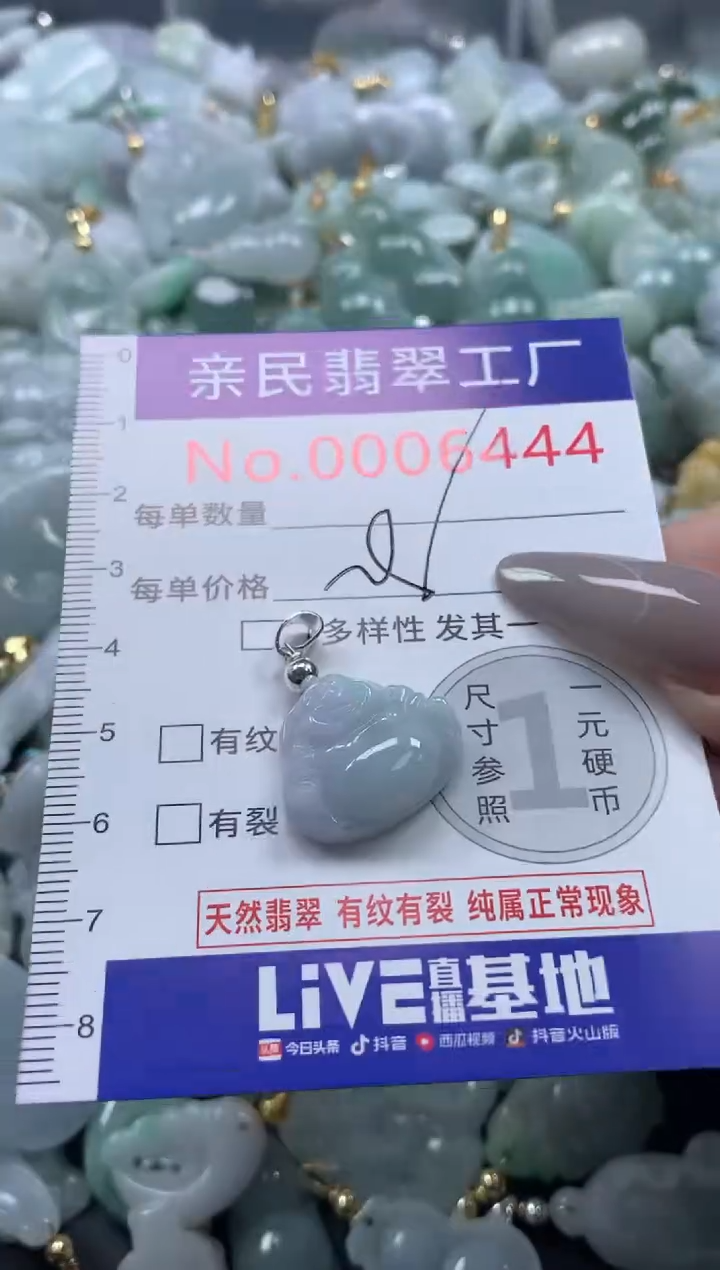 亲民翡翠工厂
No.0006444
每单数量
每单价格
多样性 发其一
有纹
有裂
尺寸参照
1
一元硬币
天然翡翠 有纹有裂 纯属正常现象
LiVE直播基地
头条 今日头条 抖音 西瓜视频 抖音火山版
0
1
2
3
4
5
6
7
8